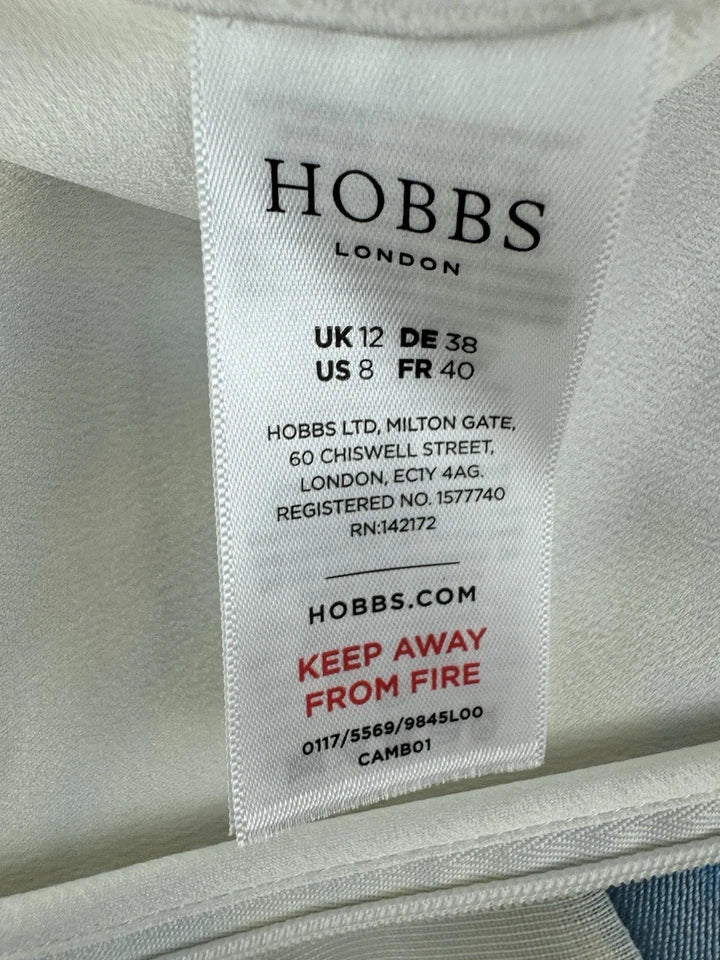 HOBBS
LONDON
UK 12 DE 38
US 8 FR 40
HOBBS LTD, MILTON GATE,
60 CHISWELL STREET,
LONDON, EC1Y 4AG.
REGISTERED NO. 1577740
RN:142172
HOBBS.COM
KEEP AWAY
FROM FIRE
0117/5569/9845L00
CAMB01